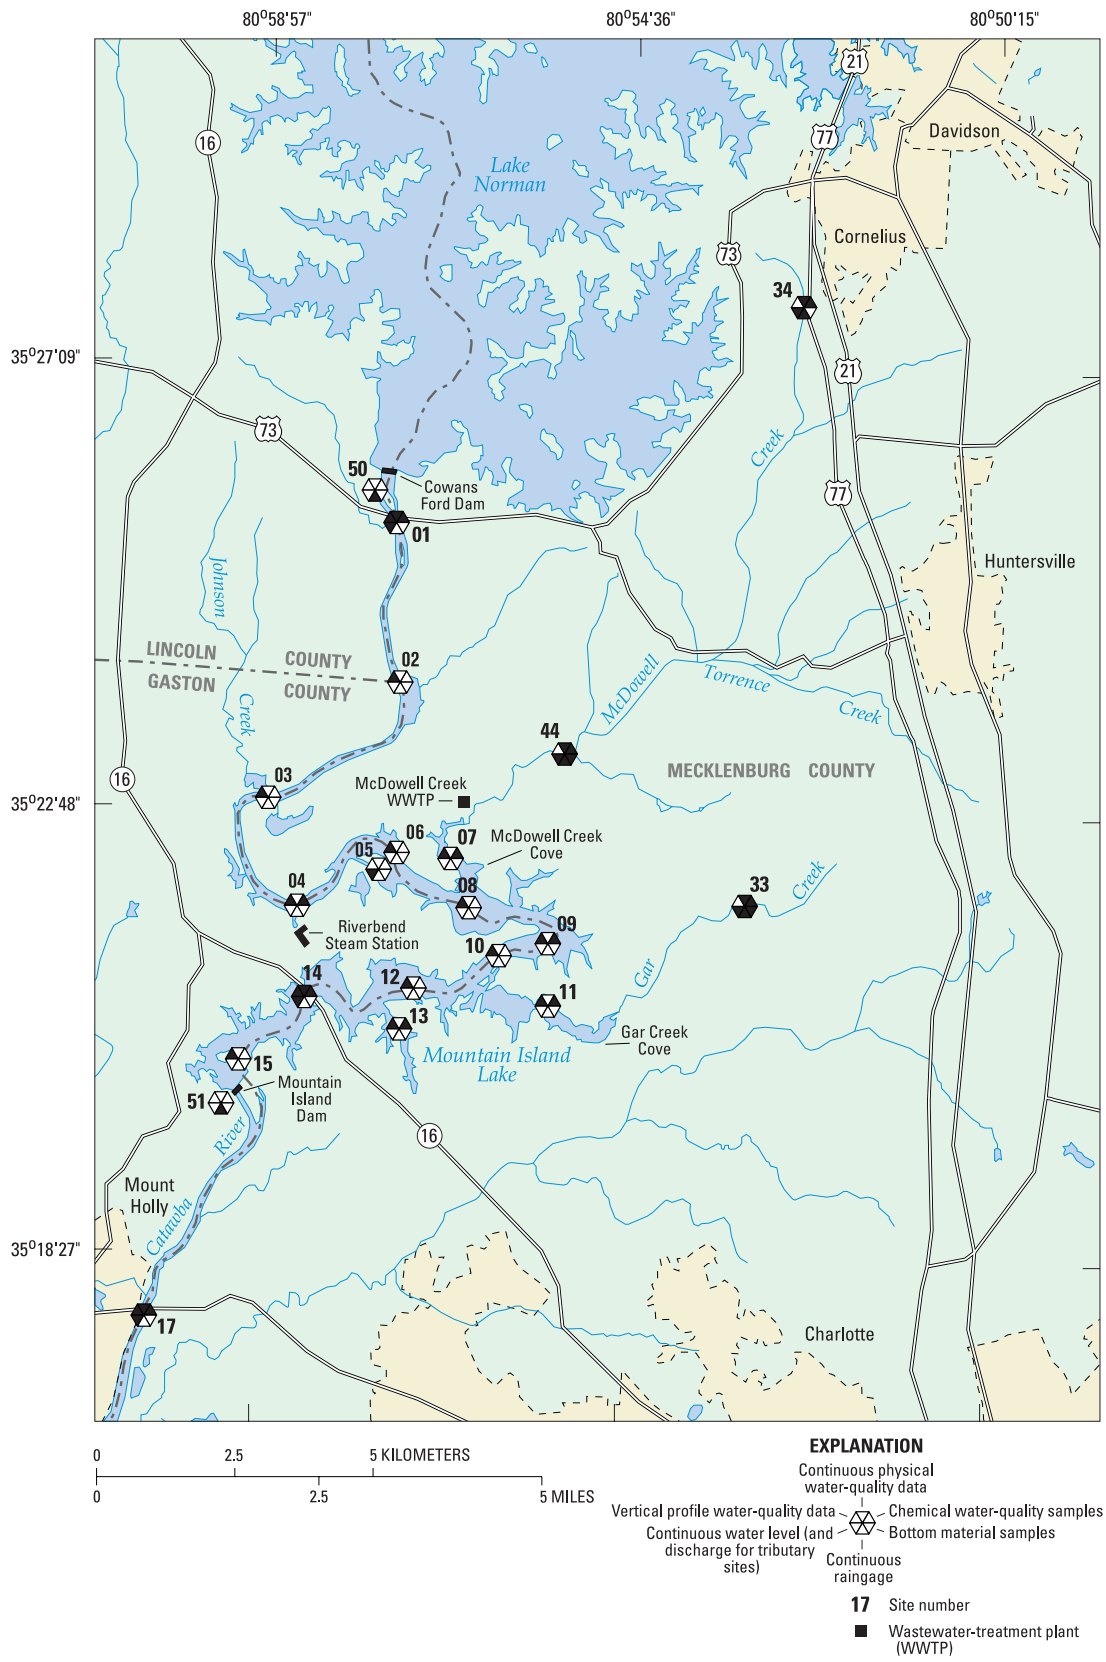 80°58'57"
80°54'36"
80°50'15"
21
16
77
Davidson
Lake
Norman
Cornelius
73
34
35°27'09"
21
73
Creek
50
Cowans
Ford Dam
77
01
Huntersville
Johnson
LINCOLN COUNTY
GASTON COUNTY
02
Creek
McDowell
Torrence
Creek
44
MECKLENBURG COUNTY
16
03
McDowell Creek
WWTP
35°22'48"
06
07
McDowell Creek
Cove
05
04
08
33
Creek
Riverbend
Steam Station
09
10
Gar
14
12
11
13
Gar Creek
Cove
Mountain Island
Lake
15
Mountain
Island
Dam
51
River
16
Mount
Holly
Catawba
35°18'27"
17
Charlotte
0 2.5 5 KILOMETERS
0 2.5 5 MILES
EXPLANATION
Continuous physical
water-quality data
Vertical profile water-quality data
Chemical water-quality samples
Continuous water level (and
discharge for tributary
sites)
Bottom material samples
Continuous
raingage
17 Site number
Wastewater-treatment plant
(WWTP)